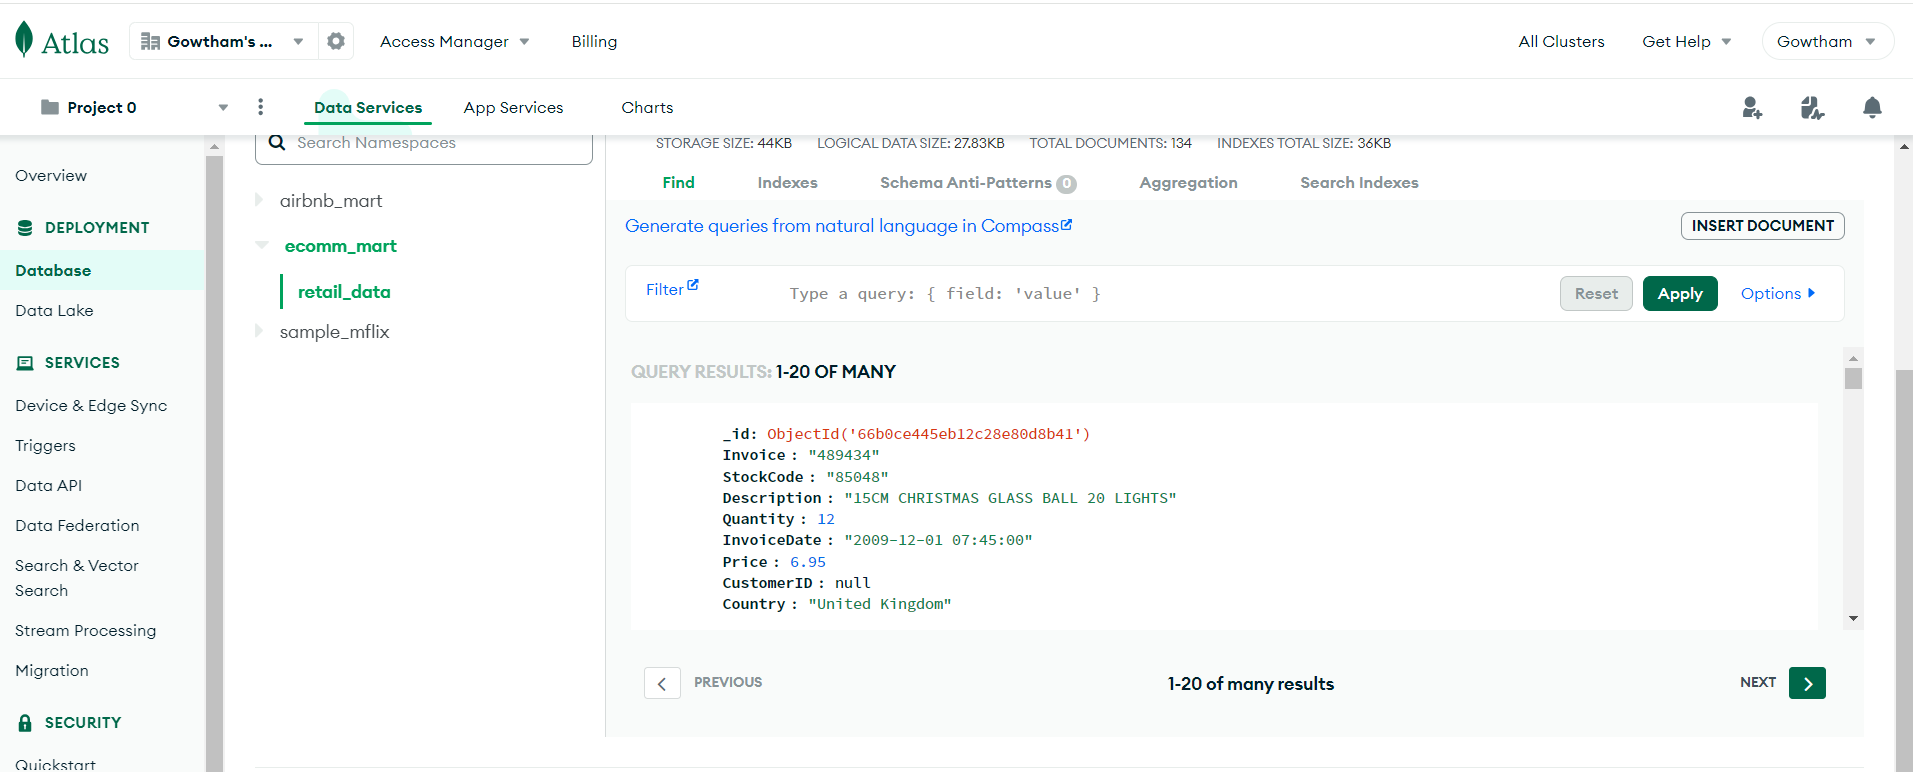 Atlas
Gowtham's ...
Access Manager
Billing
All Clusters
Get Help
Gowtham
Project 0
Data Services
App Services
Charts
Overview
DEPLOYMENT
Database
Data Lake
SERVICES
Device & Edge Sync
Triggers
Data API
Data Federation
Search & Vector
Search
Stream Processing
Migration
SECURITY
Quickstart
Search Namespaces
airbnb_mart
ecomm_mart
retail_data
sample_mflix
STORAGE SIZE: 44KB LOGICAL DATA SIZE: 27.83KB TOTAL DOCUMENTS: 134 INDEXES TOTAL SIZE: 36KB
Find Indexes Schema Anti-Patterns 0 Aggregation Search Indexes
Generate queries from natural language in Compass
INSERT DOCUMENT
Filter
Type a query: { field: 'value' }
Reset
Apply
Options
QUERY RESULTS: 1-20 OF MANY
_id: ObjectId('66b0ce445eb12c28e80d8b41')
Invoice : "489434"
StockCode : "85048"
Description : "15CM CHRISTMAS GLASS BALL 20 LIGHTS"
Quantity : 12
InvoiceDate : "2009-12-01 07:45:00"
Price : 6.95
CustomerID : null
Country : "United Kingdom"
PREVIOUS
1-20 of many results
NEXT